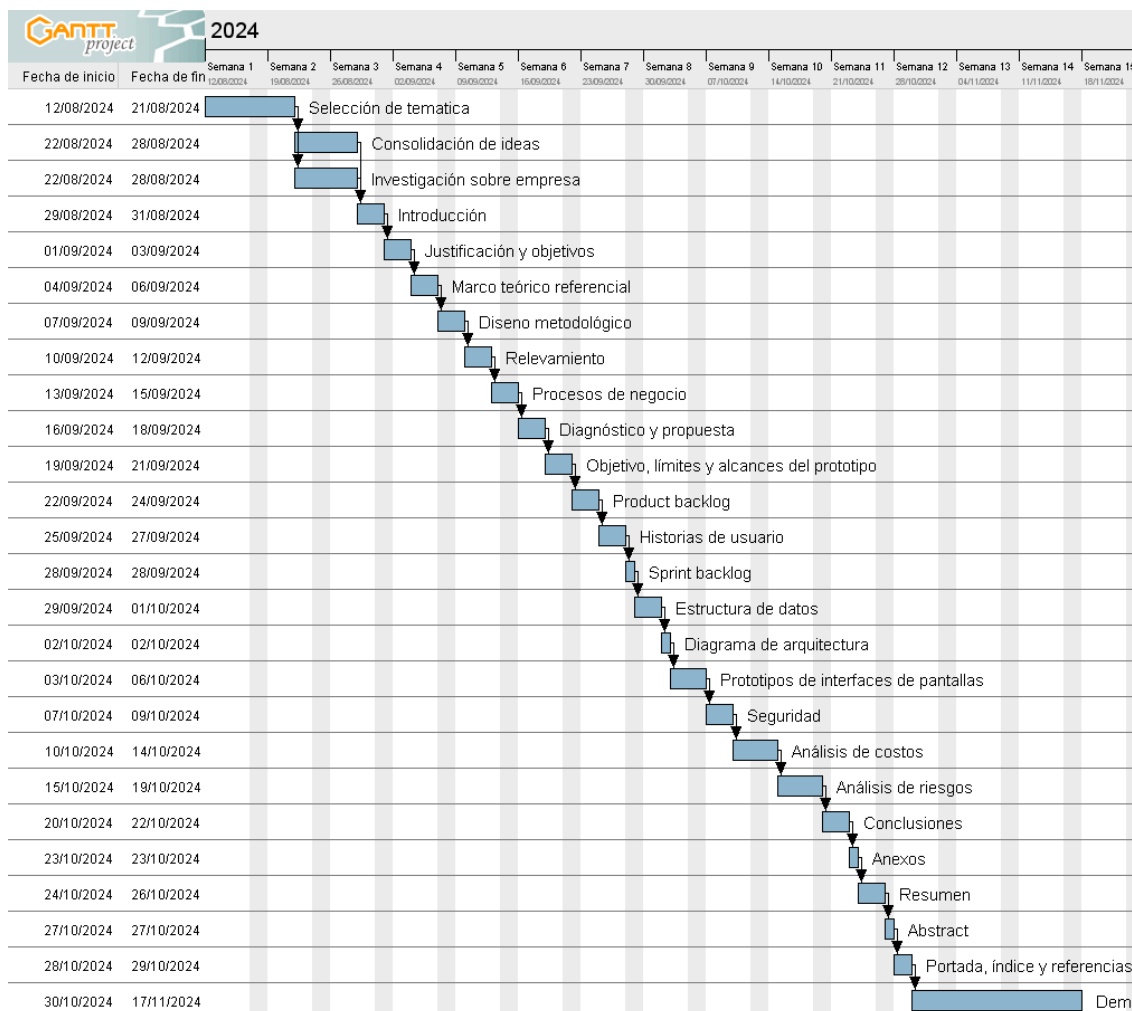 GANTT project
2024
Semana 1 Semana 2 Semana 3 Semana 4 Semana 5 Semana 6 Semana 7 Semana 8 Semana 9 Semana 10 Semana 11 Semana 12 Semana 13 Semana 14 Semana 15
Fecha de inicio Fecha de fin 12/08/2024 19/08/2024 26/08/2024 02/09/2024 09/09/2024 16/09/2024 23/09/2024 30/09/2024 07/10/2024 14/10/2024 21/10/2024 28/10/2024 04/11/2024 11/11/2024 18/11/2024
12/08/2024 21/08/2024 Selección de tematica
22/08/2024 28/08/2024 Consolidación de ideas
22/08/2024 28/08/2024 Investigación sobre empresa
29/08/2024 31/08/2024 Introducción
01/09/2024 03/09/2024 Justificación y objetivos
04/09/2024 06/09/2024 Marco teórico referencial
07/09/2024 09/09/2024 Diseno metodológico
10/09/2024 12/09/2024 Relevamiento
13/09/2024 15/09/2024 Procesos de negocio
16/09/2024 18/09/2024 Diagnóstico y propuesta
19/09/2024 21/09/2024 Objetivo, límites y alcances del prototipo
22/09/2024 24/09/2024 Product backlog
25/09/2024 27/09/2024 Historias de usuario
28/09/2024 28/09/2024 Sprint backlog
29/09/2024 01/10/2024 Estructura de datos
02/10/2024 02/10/2024 Diagrama de arquitectura
03/10/2024 06/10/2024 Prototipos de interfaces de pantallas
07/10/2024 09/10/2024 Seguridad
10/10/2024 14/10/2024 Análisis de costos
15/10/2024 19/10/2024 Análisis de riesgos
20/10/2024 22/10/2024 Conclusiones
23/10/2024 23/10/2024 Anexos
24/10/2024 26/10/2024 Resumen
27/10/2024 27/10/2024 Abstract
28/10/2024 29/10/2024 Portada, índice y referencias
30/10/2024 17/11/2024 Dem